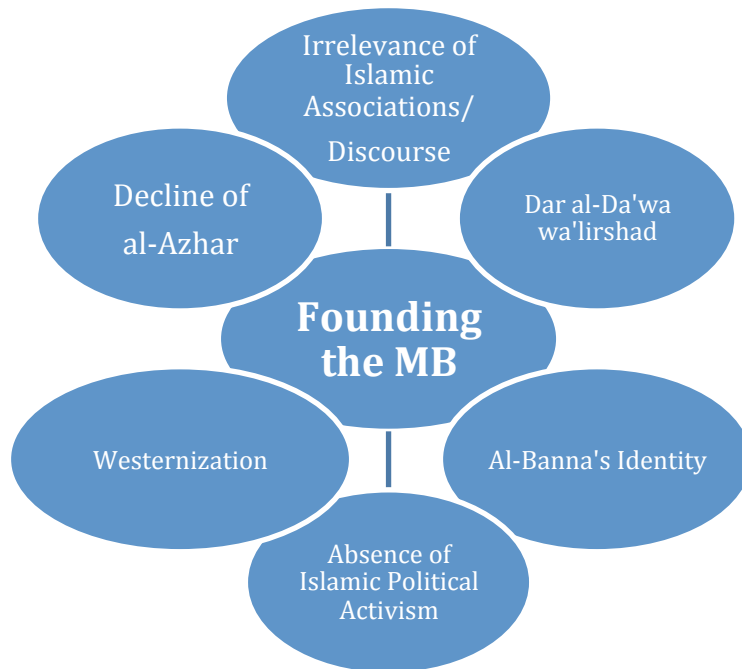 Irrelevance of
Islamic
Associations/
Discourse
Decline of
al-Azhar
Dar al-Da'wa
wa'lirshad
Founding
the MB
Westernization
Al-Banna's Identity
Absence of
Islamic Political
Activism